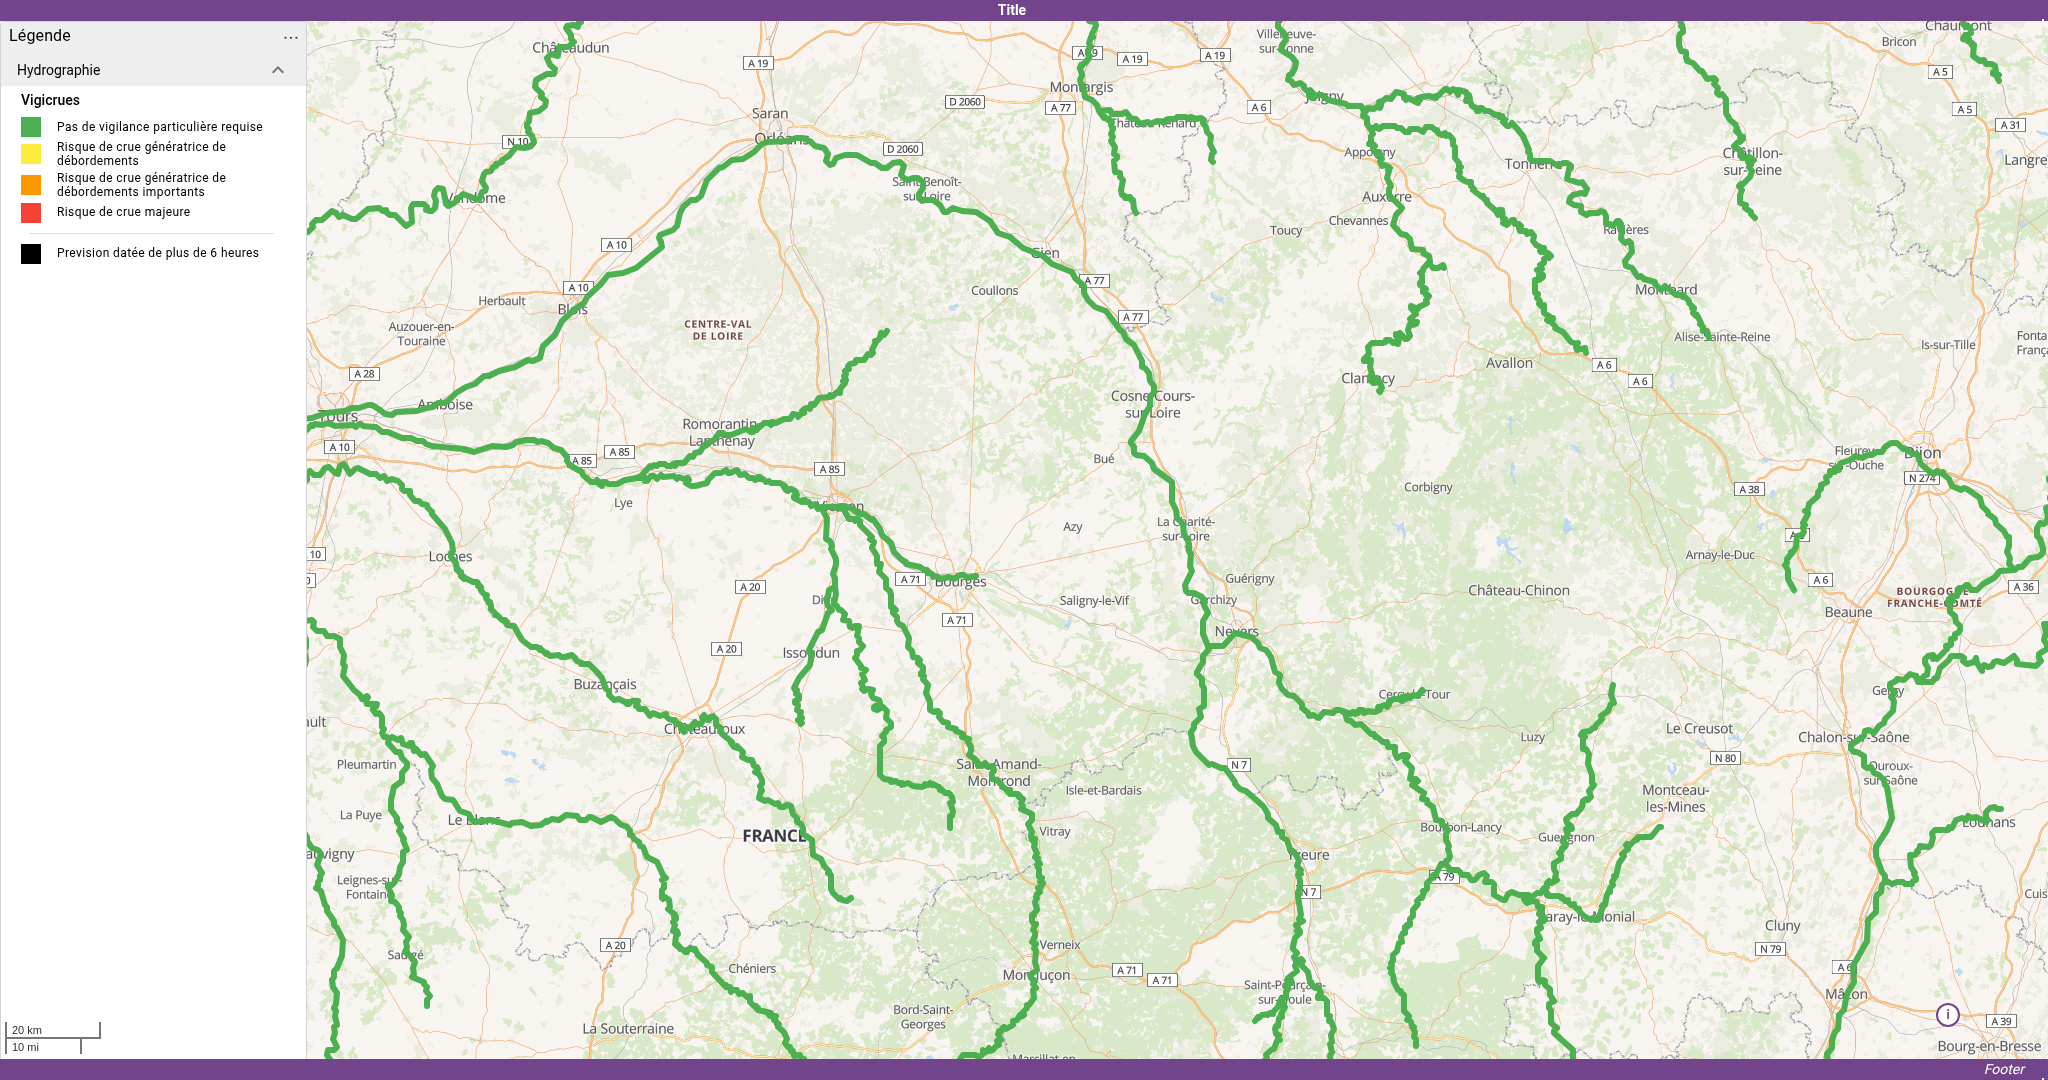 Title
Légende
Hydrographie
Vigicrues
Pas de vigilance particulière requise
Risque de crue génératrice de
débordements
Risque de crue génératrice de
débordements importants
Risque de crue majeure
Prevision datée de plus de 6 heures
20 km
10 mi
Châteaudun
A 19
A 19
A 19
Villeneuve-
sur-Yonne
Chaumont
Bricon
A 5
Montargis
D 2060
A 77
A 6
Joigny
A 5
Saran
Orléans
N 10
D 2060
Château-Renard
A 31
Appoigny
Tonnerre
Châtillon-
sur-Seine
Langre
Vendôme
Saint-Benoît-
sur-Loire
Auxerre
Chevannes
Toucy
Ravières
A 10
Gien
A 77
A 10
Herbault
Blois
Coullons
Montbard
A 77
Auzouer-en-
Touraine
CENTRE-VAL
DE LOIRE
Alise-Sainte-Reine
Is-sur-Tille
Fonta
França
A 28
Avallon
A 6
A 6
Clamecy
Amboise
Tours
Cosne-Cours-
sur-Loire
Romorantin-
Lanthenay
A 10
A 85
A 85
A 85
Bué
Fleurey-
sur-Ouche
Dijon
N 274
Corbigny
A 38
Lye
Vierzon
Azy
La Charité-
sur-Loire
Loches
10
Arnay-le-Duc
A 20
A 71
Bourges
Guérigny
Garchizy
Saligny-le-Vif
Château-Chinon
A 6
A 36
BOURGOGNE-
FRANCHE-COMTÉ
Beaune
A 71
Nevers
Issoudun
A 20
Buzançais
Cercy-la-Tour
Gergy
ault
Châteauroux
Luzy
Le Creusot
Chalon-sur-Saône
Pleumartin
Saint-Amand-
Montrond
N 7
N 80
Ouroux-
sur-Saône
Isle-et-Bardais
Montceau-
les-Mines
La Puye
Le Blanc
FRANCE
Vitray
Bourbon-Lancy
Gueugnon
Louhans
auvigny
Yzeure
Leignes-sur-
Fontaine
A 79
N 7
Cuis
Paray-le-Monial
Cluny
A 20
Saulgé
Verneix
N 79
Chéniers
Montluçon
A 71
A 71
A 6
Saint-Pourçain-
sur-Sioule
Mâcon
Bord-Saint-
Georges
La Souterraine
A 39
Bourg-en-Bresse
Marcillat-en-
Footer